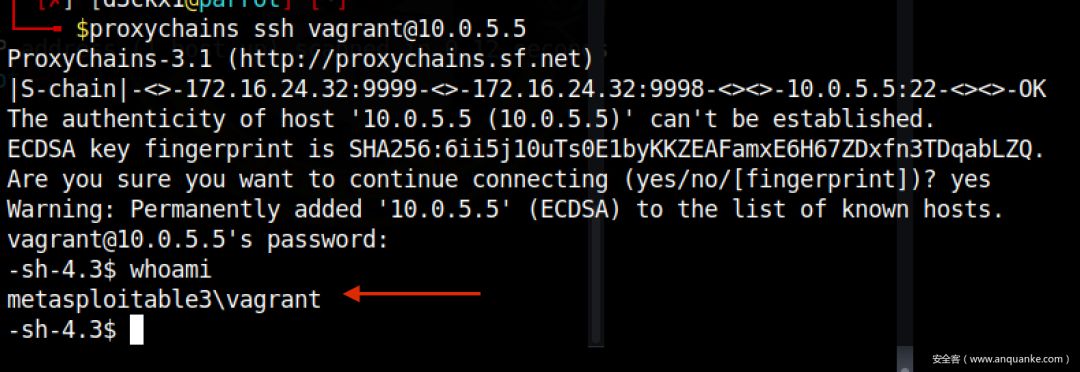 $proxychains ssh vagrant@10.0.5.5
ProxyChains-3.1 (http://proxychains.sf.net)
|S-chain|-<>-172.16.24.32:9999-<>-172.16.24.32:9998-<><>-10.0.5.5:22-<><>-OK
The authenticity of host '10.0.5.5 (10.0.5.5)' can't be established.
ECDSA key fingerprint is SHA256:6ii5j10uTs0E1byKKZEAFamxE6H67ZDxfn3TDqabLZQ.
Are you sure you want to continue connecting (yes/no/[fingerprint])? yes
Warning: Permanently added '10.0.5.5' (ECDSA) to the list of known hosts.
vagrant@10.0.5.5's password:
-sh-4.3$ whoami
metasploitable3\vagrant
-sh-4.3$
安全客（www.anquanke.com）